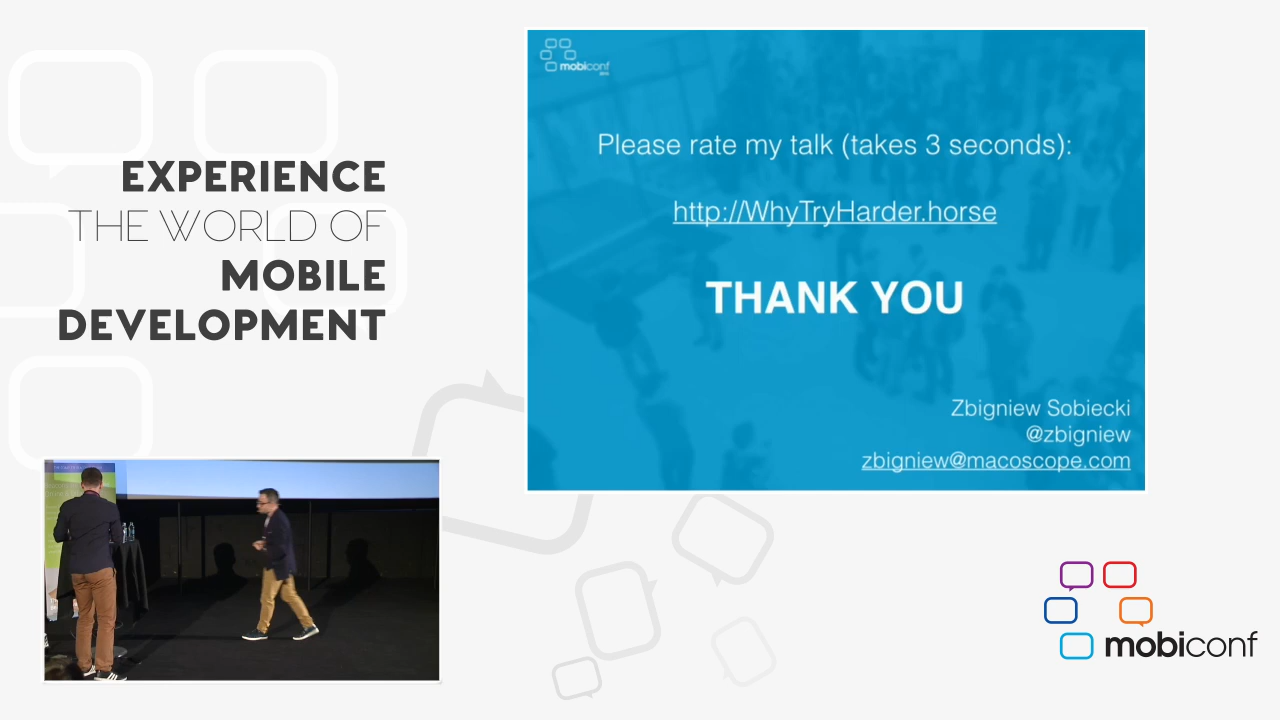 EXPERIENCE
THE WORLD OF
MOBILE
DEVELOPMENT
mobiconf
Please rate my talk (takes 3 seconds):
http://WhyTryHarder.horse
THANK YOU
Zbigniew Sobiecki
@zbigniew
zbigniew@macoscope.com
mobiconf